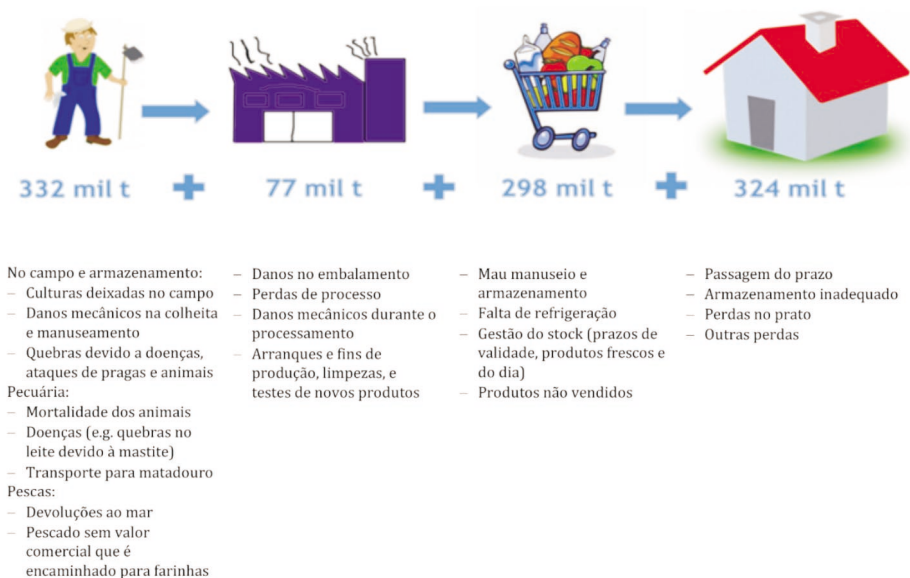 332 mil t + 77 mil t + 298 mil t + 324 mil t
No campo e armazenamento:
– Culturas deixadas no campo
– Danos mecânicos na colheita
e manuseamento
– Quebras devido a doenças,
ataques de pragas e animais
Pecuária:
– Mortalidade dos animais
– Doenças (e.g. quebras no
leite devido à mastite)
– Transporte para matadouro
Pescas:
– Devoluções ao mar
– Pescado sem valor
comercial que é
encaminhado para farinhas
– Danos no embalamento
– Perdas de processo
– Danos mecânicos durante o
processamento
– Arranques e fins de
produção, limpezas, e
testes de novos produtos
– Mau manuseio e
armazenamento
– Falta de refrigeração
– Gestão do stock (prazos de
validade, produtos frescos e
do dia)
– Produtos não vendidos
– Passagem do prazo
– Armazenamento inadequado
– Perdas no prato
– Outras perdas